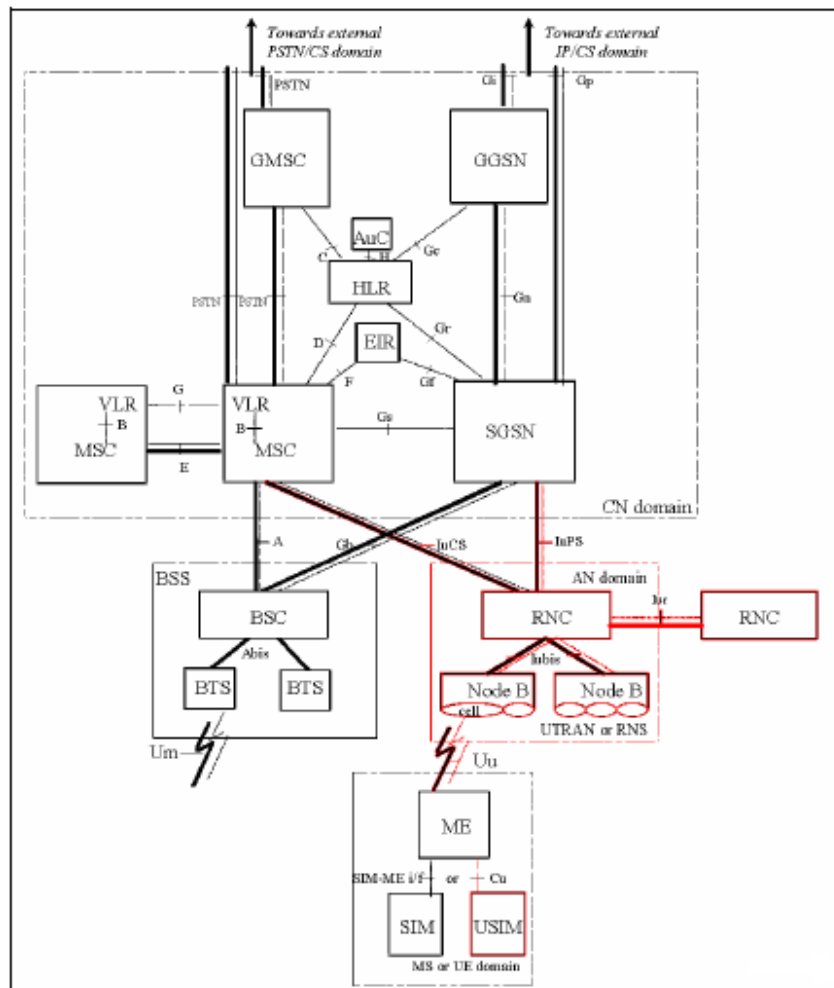 Towards external
PSTN/CS domain
Towards external
IP/CS domain
PSTN
Gi
Gp
GMSC
GGSN
AuC
C
H
Gc
HLR
PSTN
PSTN
Gn
D
EIR
Gr
F
Gf
G
VLR
B
MSC
E
VLR
B
MSC
Gs
SGSN
CN domain
A
Gb
IuCS
IuPS
BSS
AN domain
BSC
RNC
Iur
RNC
Abis
Iubis
BTS
BTS
Node B
cell
Node B
UTRAN or RNS
Um
Uu
ME
SIM-ME i/f
or
Cu
SIM
USIM
MS or UE domain